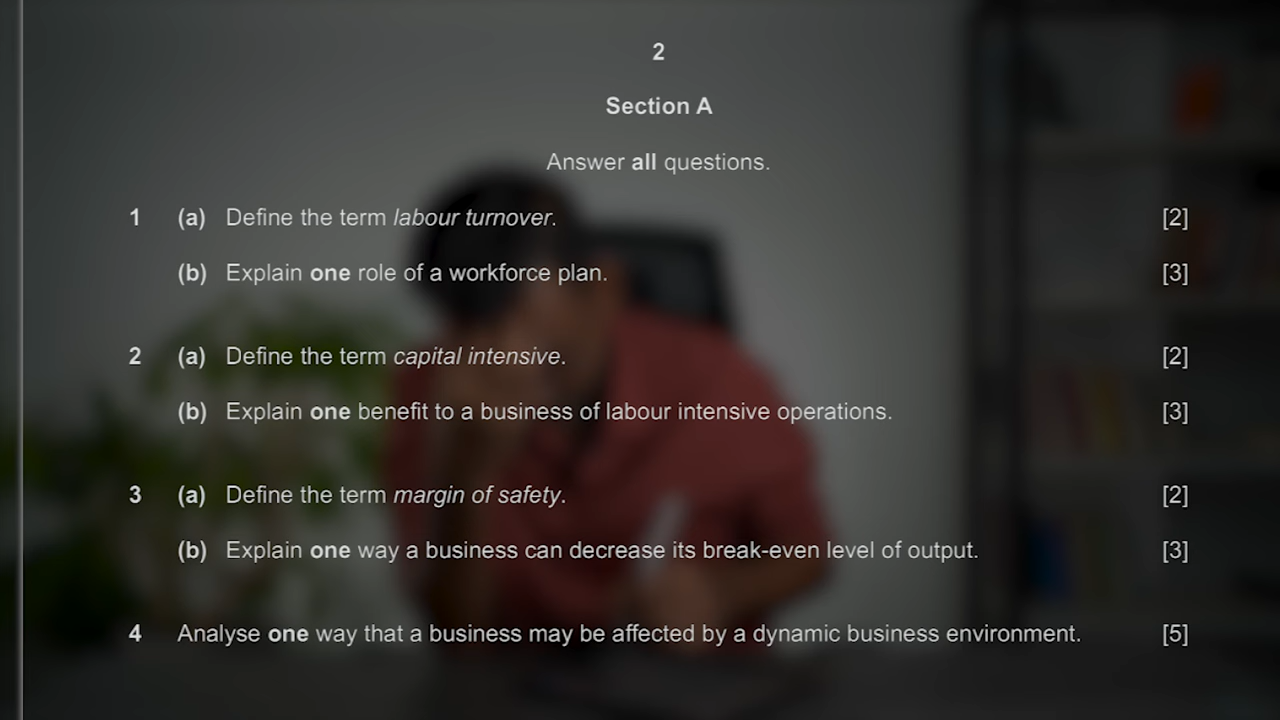 2
Section A
Answer all questions.
1 (a) Define the term labour turnover. [2]
(b) Explain one role of a workforce plan. [3]
2 (a) Define the term capital intensive. [2]
(b) Explain one benefit to a business of labour intensive operations. [3]
3 (a) Define the term margin of safety. [2]
(b) Explain one way a business can decrease its break-even level of output. [3]
4 Analyse one way that a business may be affected by a dynamic business environment. [5]